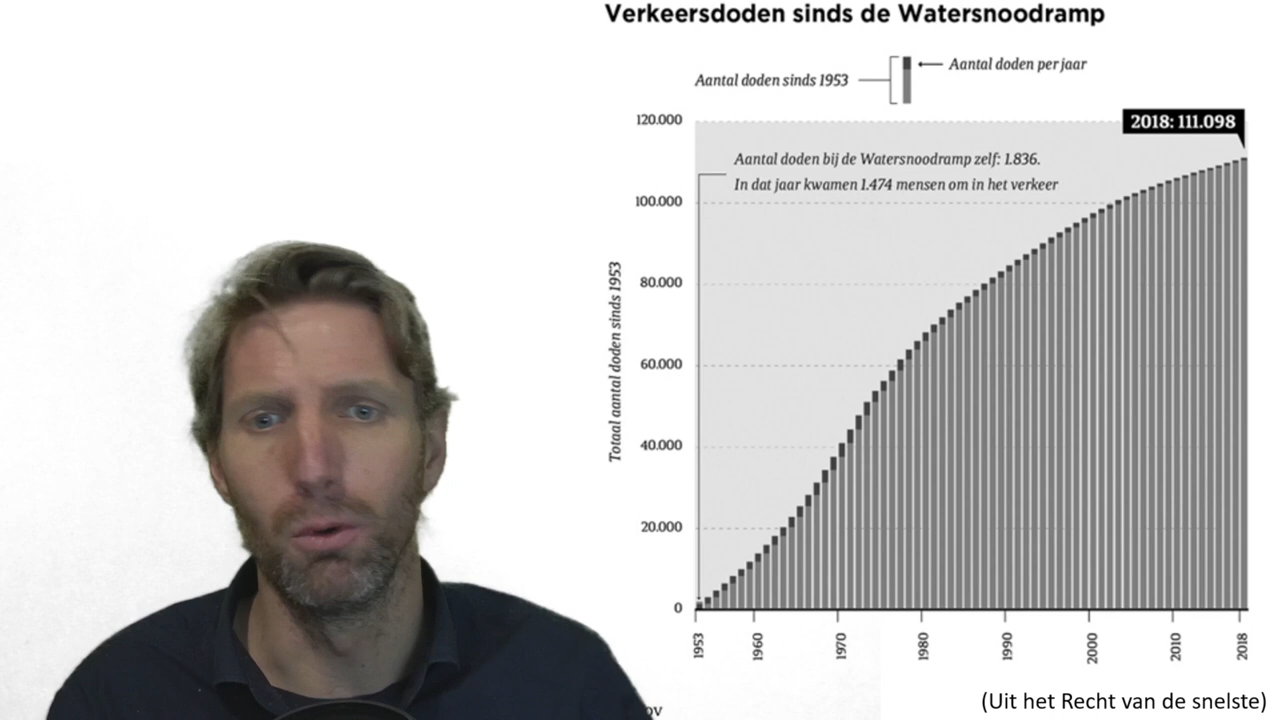 Verkeersdoden sinds de Watersnoodramp
Aantal doden per jaar
Aantal doden sinds 1953
2018: 111.098
Aantal doden bij de Watersnoodramp zelf: 1.836.
In dat jaar kwamen 1.474 mensen om in het verkeer
Totaal aantal doden sinds 1953
120.000
100.000
80.000
60.000
40.000
20.000
0
1953 1960 1970 1980 1990 2000 2010 2018
(Uit het Recht van de snelste)